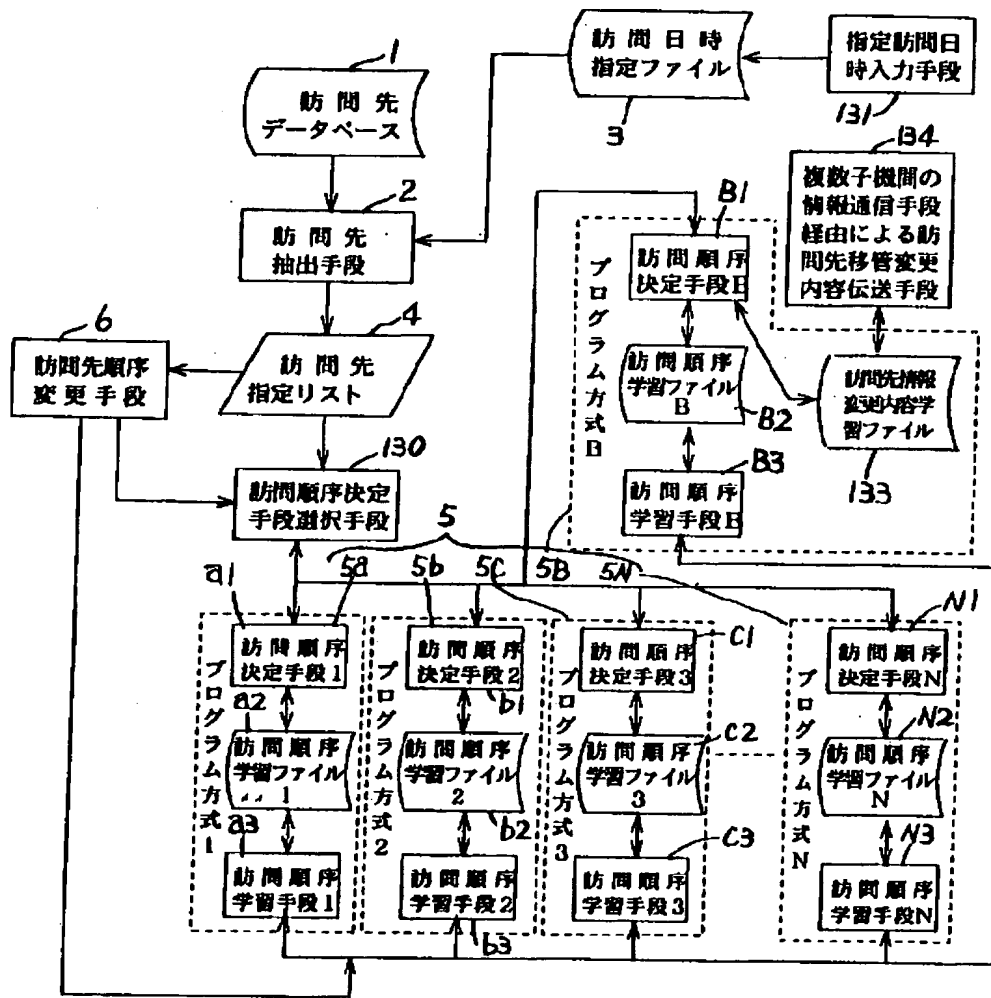 1
訪問先
データベース
訪問日時
指定ファイル
3
指定訪問日
時入力手段
131
2
訪問先
抽出手段
134
複数子機間の
情報通信手段
経由による訪
問先移管変更
内容伝送手段
6
訪問先順序
変更手段
4
訪問先
指定リスト
130
訪問順序決定
手段選択手段
プログラム方式B
B1
訪問順序
決定手段B
訪問順序
学習ファイル
B
B2
B3
訪問順序
学習手段B
訪問先情報
変更内容学
習ファイル
133
5
5a
5b
5C
5B
5N
プログラム方式1
a1
訪問順序
決定手段1
a2
訪問順序
学習ファイル
1
a3
訪問順序
学習手段1
プログラム方式2
訪問順序
決定手段2
b1
訪問順序
学習ファイル
2
b2
訪問順序
学習手段2
b3
プログラム方式3
C1
訪問順序
決定手段3
C2
訪問順序
学習ファイル
3
C3
訪問順序
学習手段3
プログラム方式N
N1
訪問順序
決定手段N
N2
訪問順序
学習ファイル
N
N3
訪問順序
学習手段N